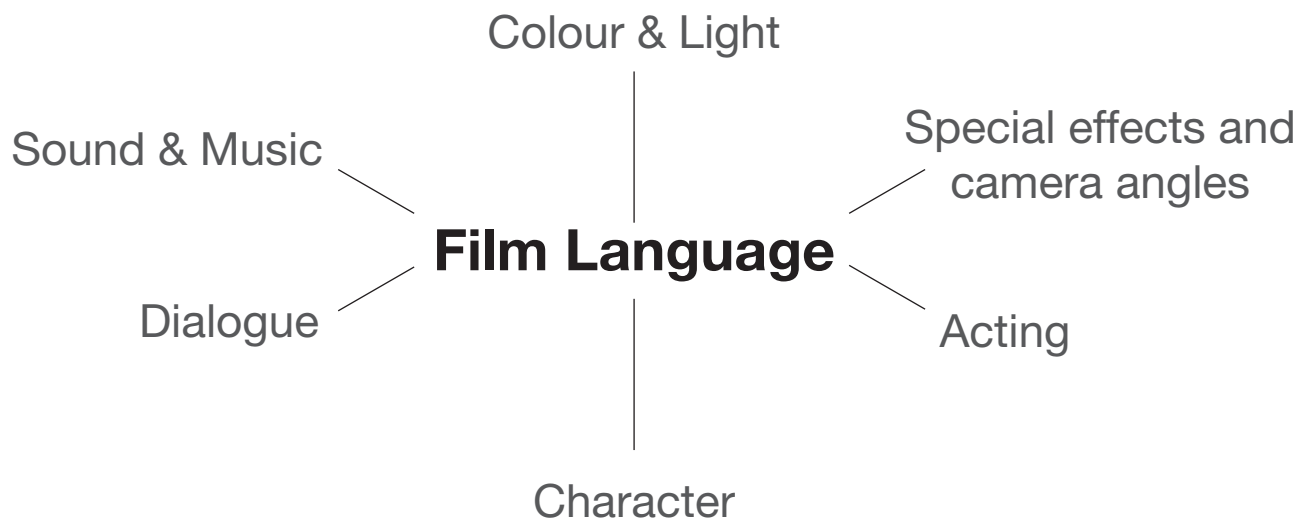 Colour & Light
Sound & Music
Special effects and
camera angles
Film Language
Dialogue
Acting
Character